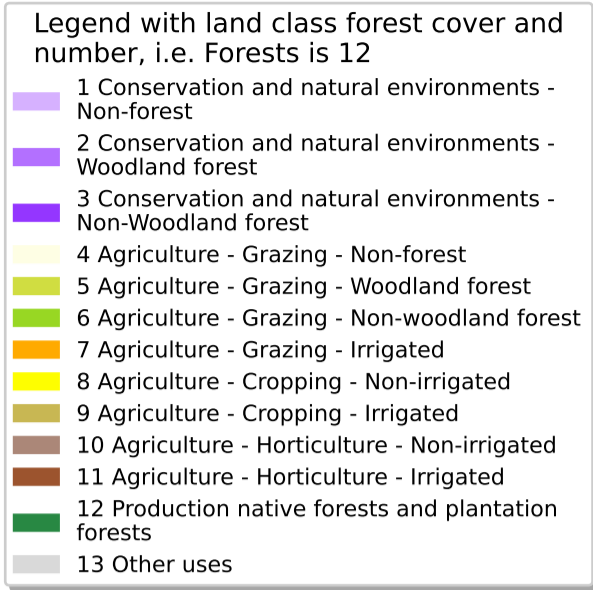 Legend with land class forest cover and
number, i.e. Forests is 12
1 Conservation and natural environments -
Non-forest
2 Conservation and natural environments -
Woodland forest
3 Conservation and natural environments -
Non-Woodland forest
4 Agriculture - Grazing - Non-forest
5 Agriculture - Grazing - Woodland forest
6 Agriculture - Grazing - Non-woodland forest
7 Agriculture - Grazing - Irrigated
8 Agriculture - Cropping - Non-irrigated
9 Agriculture - Cropping - Irrigated
10 Agriculture - Horticulture - Non-irrigated
11 Agriculture - Horticulture - Irrigated
12 Production native forests and plantation
forests
13 Other uses